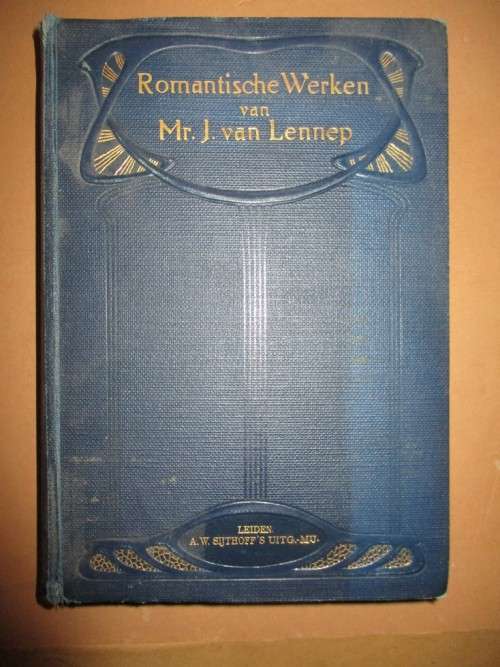 Romantische Werken
van
Mr. J. van Lennep
LEIDEN
A.W. SIJTHOFF'S UITG.-MIJ.